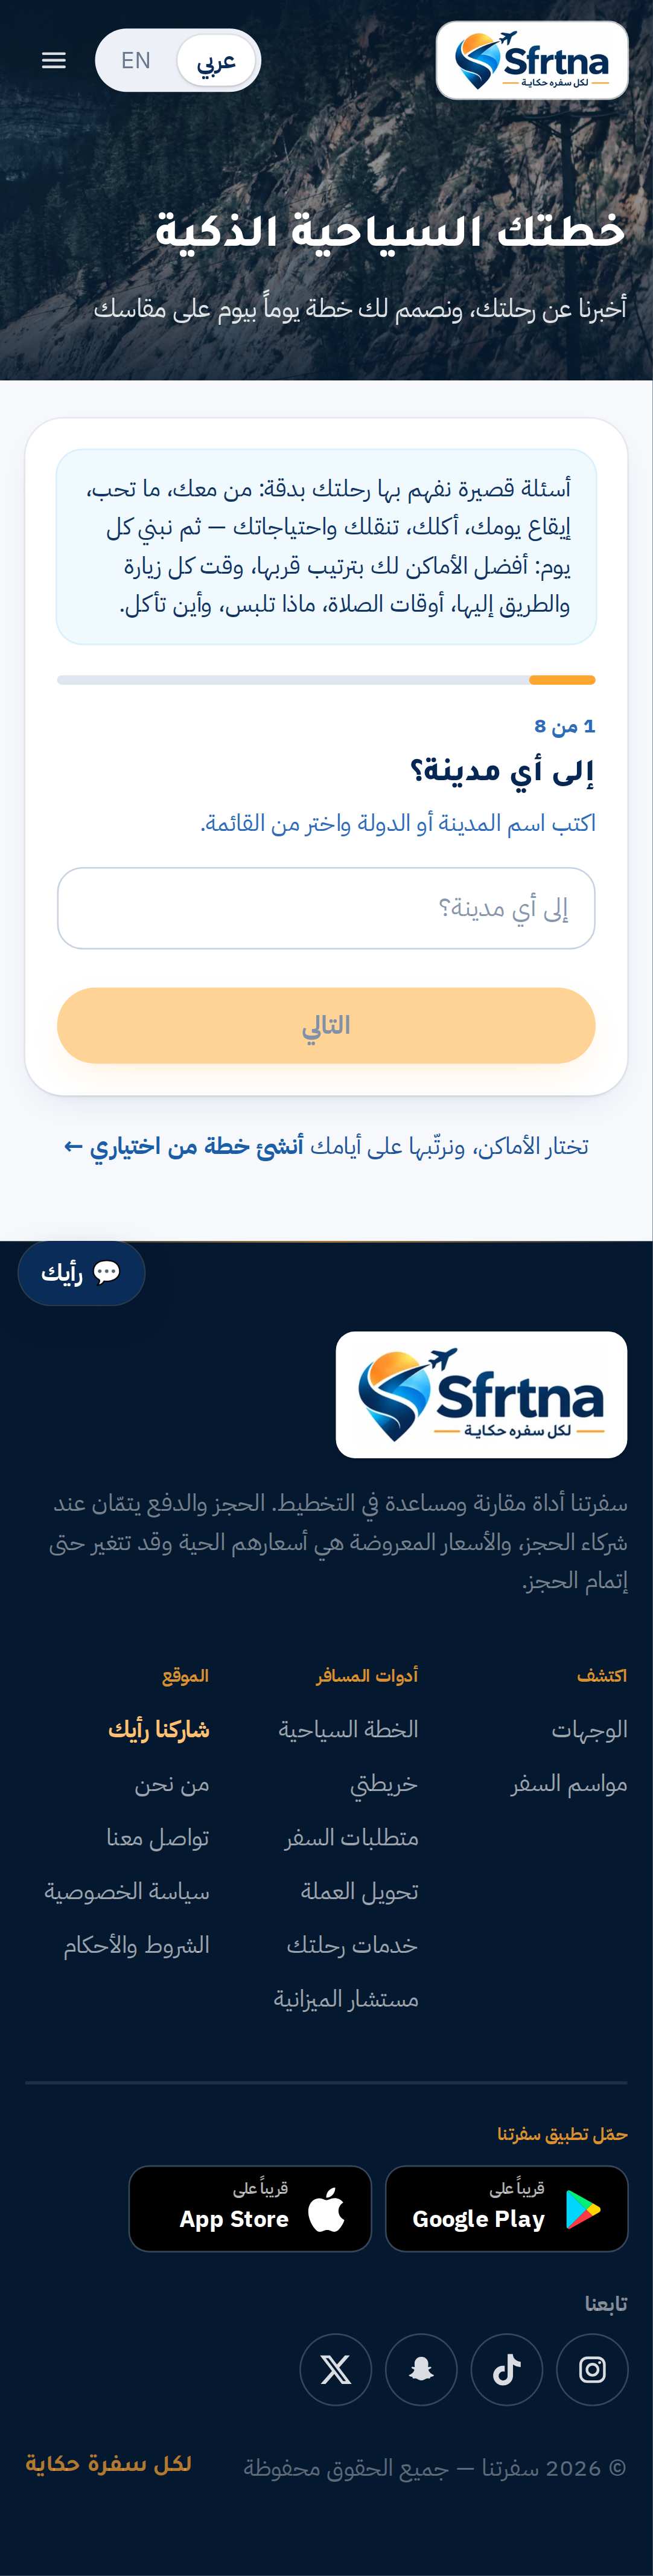 Sfrtna
لكل سفره حكاية
عربي
EN
خطتك السياحية الذكية
أخبرنا عن رحلتك، ونصمم لك خطة يوماً بيوم على مقاسك
أسئلة قصيرة نفهم بها رحلتك بدقة: من معك، ما تحب،
إيقاع يومك، أكلك، تنقلك واحتياجاتك — ثم نبني كل
يوم: أفضل الأماكن لك بترتيب قربها، وقت كل زيارة
والطريق إليها، أوقات الصلاة، ماذا تلبس، وأين تأكل.
1 من 8
إلى أي مدينة؟
اكتب اسم المدينة أو الدولة واختر من القائمة.
إلى أي مدينة؟
التالي
تختار الأماكن، ونرتّبها على أيامك أنشئ خطة من اختياري ←
💬 رأيك
Sfrtna
لكل سفره حكاية
سفرتنا أداة مقارنة ومساعدة في التخطيط. الحجز والدفع يتمّان عند
شركاء الحجز، والأسعار المعروضة هي أسعارهم الحية وقد تتغير حتى
إتمام الحجز.
اكتشف
الوجهات
مواسم السفر
أدوات المسافر
الخطة السياحية
خريطتي
متطلبات السفر
تحويل العملة
خدمات رحلتك
مستشار الميزانية
الموقع
شاركنا رأيك
من نحن
تواصل معنا
سياسة الخصوصية
الشروط والأحكام
حمّل تطبيق سفرتنا
قريباً على
Google Play
قريباً على
App Store
تابعنا
© 2026 سفرتنا — جميع الحقوق محفوظة
لكل سفرة حكاية